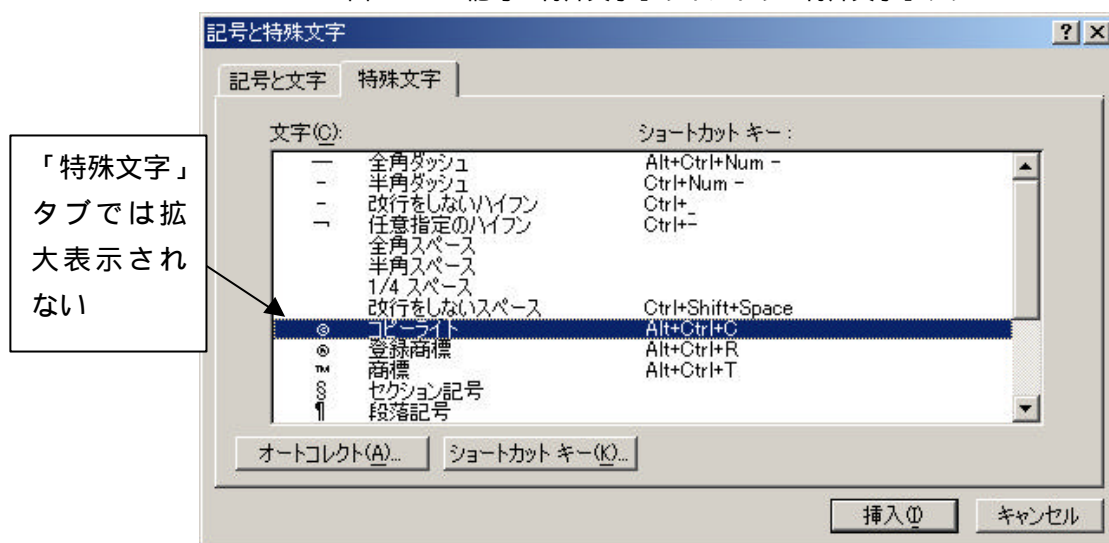 記号と特殊文字
記号と文字 特殊文字
文字(C): ショートカット キー :
— 全角ダッシュ Alt+Ctrl+Num -
- 半角ダッシュ Ctrl+Num -
- 改行をしないハイフン Ctrl+_
¬ 任意指定のハイフン Ctrl+-
全角スペース
半角スペース
1/4 スペース
改行をしないスペース Ctrl+Shift+Space
© コピーライト Alt+Ctrl+C
® 登録商標 Alt+Ctrl+R
™ 商標 Alt+Ctrl+T
§ セクション記号
¶ 段落記号
オートコレクト(A)... ショートカット キー(K)...
挿入(I) キャンセル
「特殊文字」
タブでは拡
大表示され
ない